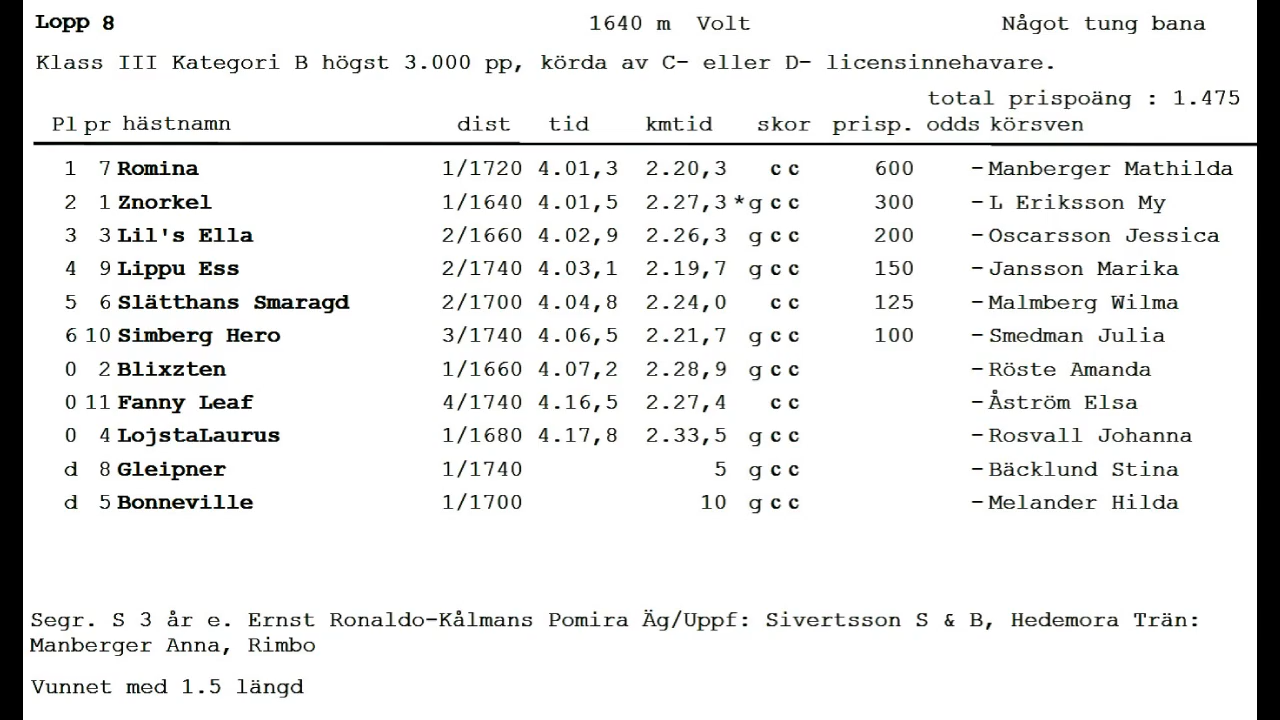 Lopp 8 1640 m Volt Något tung bana
Klass III Kategori B högst 3.000 pp, körda av C- eller D- licensinnehavare.
total prispoäng : 1.475
Pl pr hästnamn dist tid kmtid skor prisp. odds körsven
1 7 Romina 1/1720 4.01,3 2.20,3 c c 600 - Manberger Mathilda
2 1 Znorkel 1/1640 4.01,5 2.27,3 * g c c 300 - L Eriksson My
3 3 Lil's Ella 2/1660 4.02,9 2.26,3 g c c 200 - Oscarsson Jessica
4 9 Lippu Ess 2/1740 4.03,1 2.19,7 g c c 150 - Jansson Marika
5 6 Slätthans Smaragd 2/1700 4.04,8 2.24,0 c c 125 - Malmberg Wilma
6 10 Simberg Hero 3/1740 4.06,5 2.21,7 g c c 100 - Smedman Julia
0 2 Blixzten 1/1660 4.07,2 2.28,9 g c c - Röste Amanda
0 11 Fanny Leaf 4/1740 4.16,5 2.27,4 c c - Åström Elsa
0 4 LojstaLaurus 1/1680 4.17,8 2.33,5 g c c - Rosvall Johanna
d 8 Gleipner 1/1740 5 g c c - Bäcklund Stina
d 5 Bonneville 1/1700 10 g c c - Melander Hilda
Segr. S 3 år e. Ernst Ronaldo-Kålmans Pomira Äg/Uppf: Sivertsson S & B, Hedemora Trän:
Manberger Anna, Rimbo
Vunnet med 1.5 längd